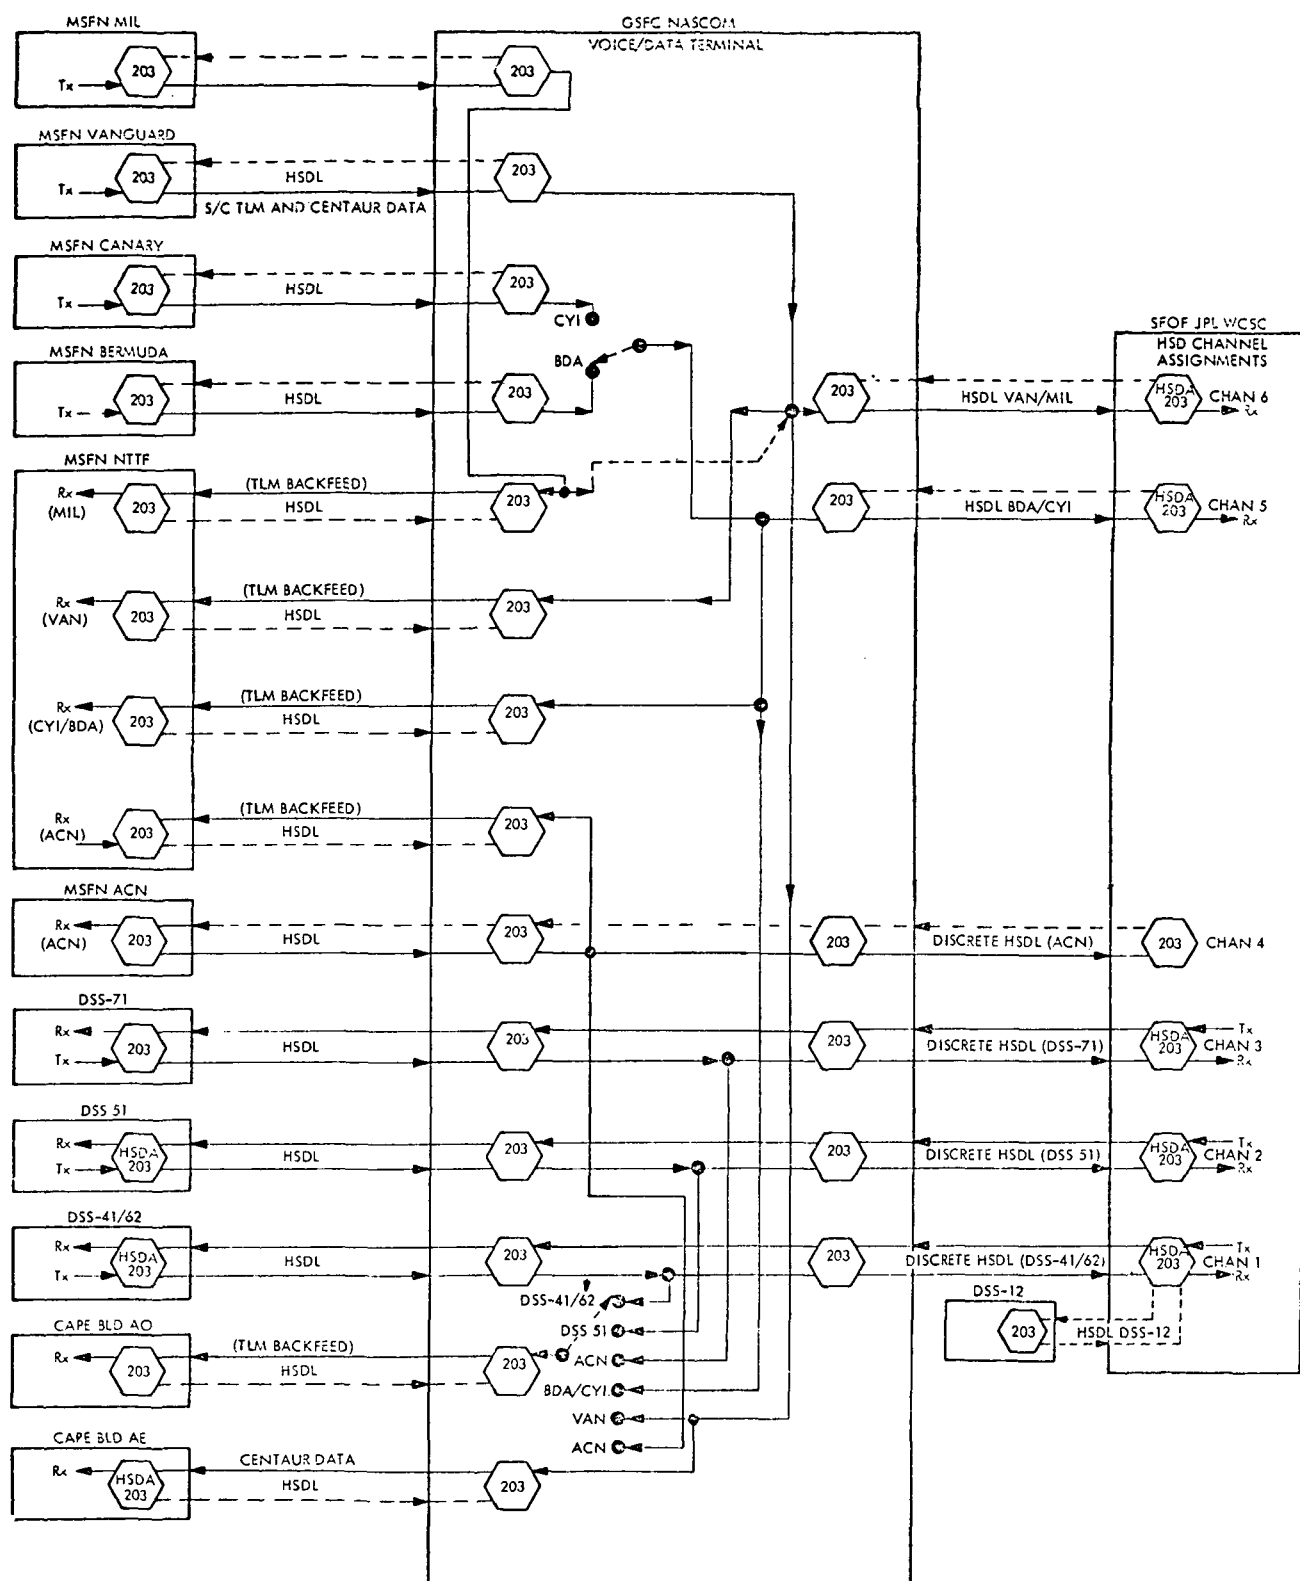 MSFN MIL
GSFC NASCOM
VOICE/DATA TERMINAL
203
203
Tx
MSFN VANGUARD
203
203
Tx
HSDL
S/C TLM AND CENTAUR DATA
MSFN CANARY
203
203
Tx
HSDL
CYI
SFOF JPL WCSC
HSD CHANNEL
ASSIGNMENTS
MSFN BERMUDA
BDA
203
203
Tx
HSDL
203
HSDL VAN/MIL
HSDA
203
CHAN 6
Rx
MSFN NTTF
Rx
(MIL)
203
(TLM BACKFEED)
HSDL
203
203
HSDL BDA/CYI
HSDA
203
CHAN 5
Rx
Rx
(VAN)
203
(TLM BACKFEED)
HSDL
203
Rx
(CYI/BDA)
203
(TLM BACKFEED)
HSDL
203
Rx
(ACN)
203
(TLM BACKFEED)
HSDL
203
MSFN ACN
Rx
(ACN)
203
HSDL
203
203
DISCRETE HSDL (ACN)
203
CHAN 4
DSS-71
Rx
Tx
203
HSDL
203
203
DISCRETE HSDL (DSS-71)
HSDA
203
Tx
CHAN 3
Rx
DSS 51
Rx
Tx
HSDA
203
HSDL
203
203
DISCRETE HSDL (DSS 51)
HSDA
203
Tx
CHAN 2
Rx
DSS-41/62
Rx
Tx
HSDA
203
HSDL
203
203
DISCRETE HSDL (DSS-41/62)
HSDA
203
Tx
CHAN 1
Rx
DSS-41/62
DSS-12
203
HSDL DSS-12
CAPE BLD AO
Rx
203
(TLM BACKFEED)
HSDL
203
DSS 51
ACN
BDA/CYI
VAN
ACN
CAPE BLD AE
Rx
HSDA
203
CENTAUR DATA
HSDL
203